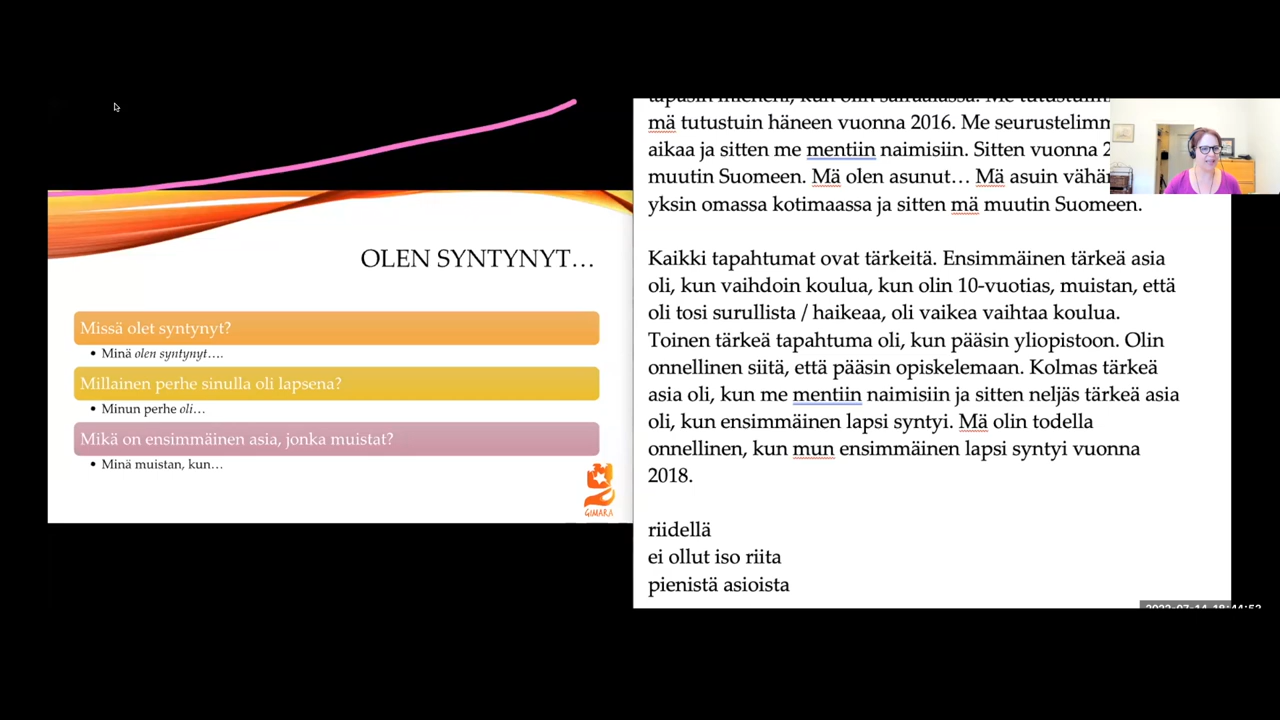 OLEN SYNTYNYT…
Missä olet syntynyt?
• Minä olen syntynyt….
Millainen perhe sinulla oli lapsena?
• Minun perhe oli…
Mikä on ensimmäinen asia, jonka muistat?
• Minä muistan, kun…
GIMARA
mä tutustuin häneen vuonna 2016. Me
aikaa ja sitten me mentiin naimisiin. Sitten vuonna
muutin Suomeen. Mä olen asunut… Mä asuin
yksin omassa kotimaassa ja sitten mä muutin Suomeen.
Kaikki tapahtumat ovat tärkeitä. Ensimmäinen tärkeä asia
oli, kun vaihdoin koulua, kun olin 10-vuotias, muistan, että
oli tosi surullista / haikeaa, oli vaikea vaihtaa koulua.
Toinen tärkeä tapahtuma oli, kun pääsin yliopistoon. Olin
onnellinen siitä, että pääsin opiskelemaan. Kolmas tärkeä
asia oli, kun me mentiin naimisiin ja sitten neljäs tärkeä asia
oli, kun ensimmäinen lapsi syntyi. Mä olin todella
onnellinen, kun mun ensimmäinen lapsi syntyi vuonna
2018.
riidellä
ei ollut iso riita
pienistä asioista